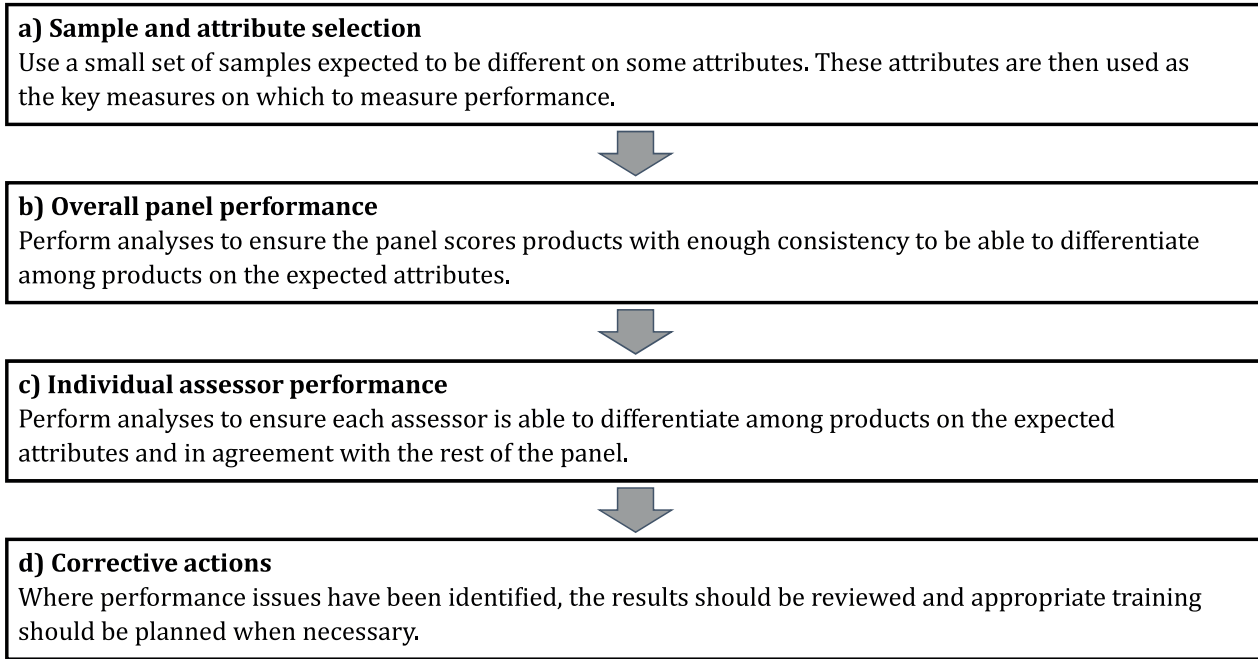 a) Sample and attribute selection
Use a small set of samples expected to be different on some attributes. These attributes are then used as
the key measures on which to measure performance.
b) Overall panel performance
Perform analyses to ensure the panel scores products with enough consistency to be able to differentiate
among products on the expected attributes.
c) Individual assessor performance
Perform analyses to ensure each assessor is able to differentiate among products on the expected
attributes and in agreement with the rest of the panel.
d) Corrective actions
Where performance issues have been identified, the results should be reviewed and appropriate training
should be planned when necessary.